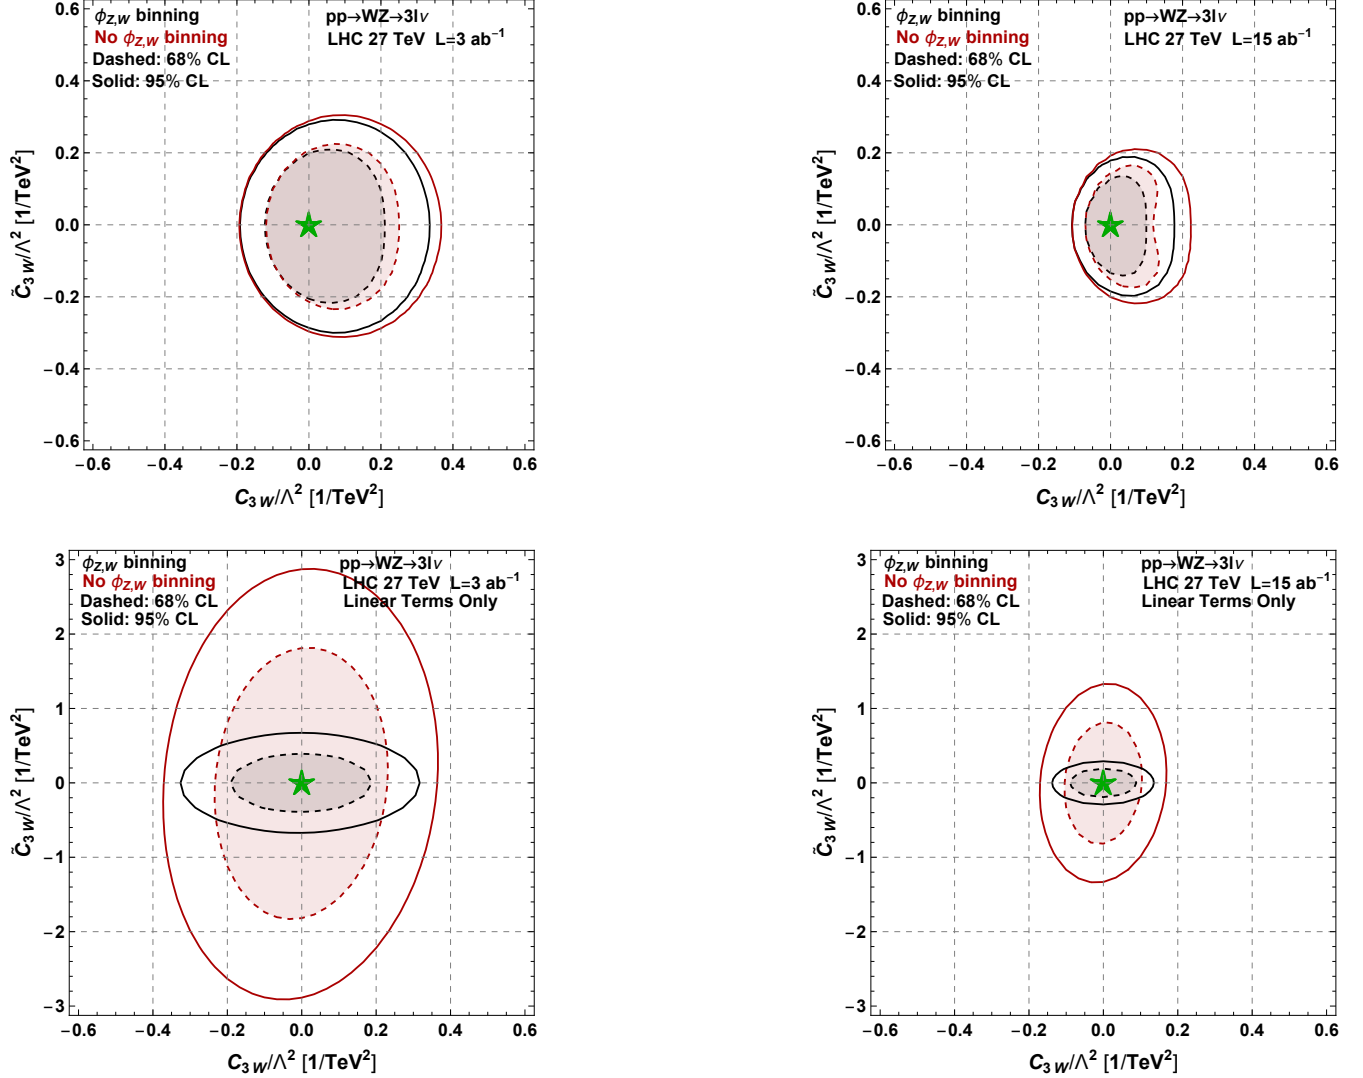 ϕZ,W binning
pp→WZ→3lν
No ϕZ,W binning
LHC 27 TeV L=3 ab⁻¹
Dashed: 68% CL
Solid: 95% CL
0.6
0.4
0.2
0.0
−0.2
−0.4
−0.6
C̃3W/Λ² [1/TeV²]
−0.6 −0.4 −0.2 0.0 0.2 0.4 0.6
C3W/Λ² [1/TeV²]
ϕZ,W binning
pp→WZ→3lν
No ϕZ,W binning
LHC 27 TeV L=15 ab⁻¹
Dashed: 68% CL
Solid: 95% CL
0.6
0.4
0.2
0.0
−0.2
−0.4
−0.6
C̃3W/Λ² [1/TeV²]
−0.6 −0.4 −0.2 0.0 0.2 0.4 0.6
C3W/Λ² [1/TeV²]
ϕZ,W binning
pp→WZ→3lν
No ϕZ,W binning
LHC 27 TeV L=3 ab⁻¹
Dashed: 68% CL
Linear Terms Only
Solid: 95% CL
3
2
1
0
−1
−2
−3
C̃3W/Λ² [1/TeV²]
−0.6 −0.4 −0.2 0.0 0.2 0.4 0.6
C3W/Λ² [1/TeV²]
ϕZ,W binning
pp→WZ→3lν
No ϕZ,W binning
LHC 27 TeV L=15 ab⁻¹
Dashed: 68% CL
Linear Terms Only
Solid: 95% CL
3
2
1
0
−1
−2
−3
C̃3W/Λ² [1/TeV²]
−0.6 −0.4 −0.2 0.0 0.2 0.4 0.6
C3W/Λ² [1/TeV²]